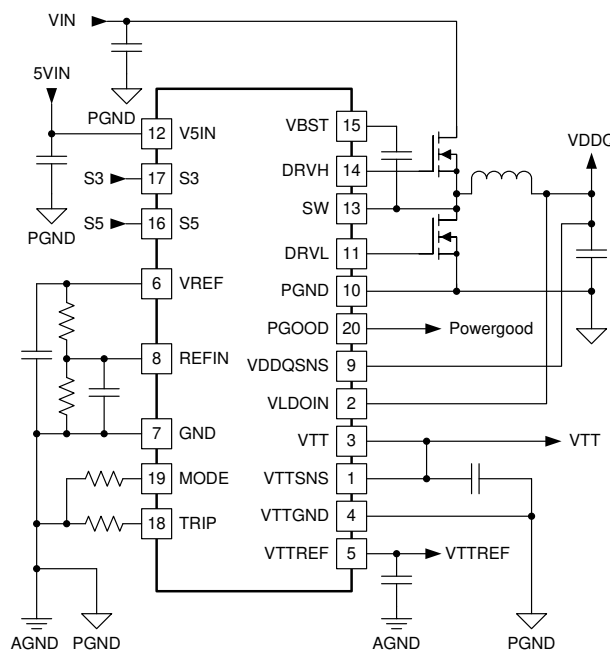 VIN
5VIN
PGND
12 V5IN
S3 17 S3
S5 16 S5
PGND
6 VREF
8 REFIN
7 GND
19 MODE
18 TRIP
AGND PGND
VBST 15
DRVH 14
SW 13
DRVL 11
PGND 10
PGOOD 20 Powergood
VDDQSNS 9
VLDOIN 2
VTT 3 VTT
VTTSNS 1
VTTGND 4
VTTREF 5 VTTREF
AGND
PGND
VDDQ